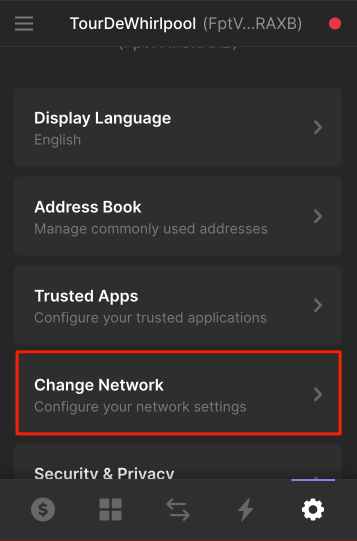 TourDeWhirlpool (FptV...RAXB)
Display Language
English
Address Book
Manage commonly used addresses
Trusted Apps
Configure your trusted applications
Change Network
Configure your network settings
Security & Privacy